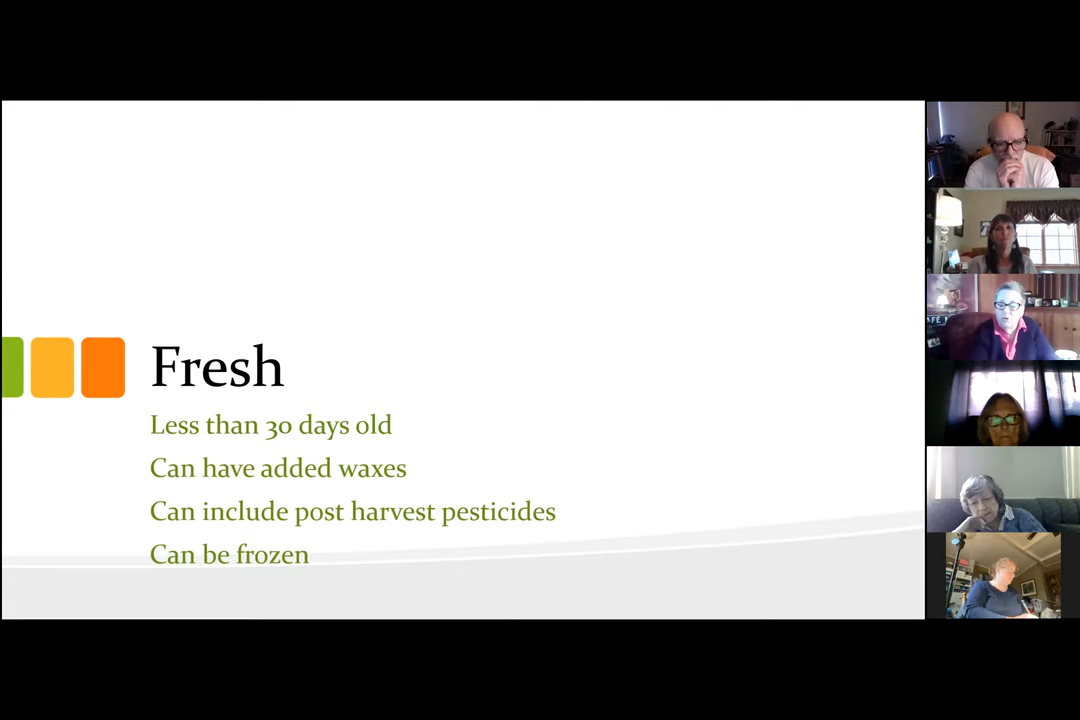 Fresh
Less than 30 days old
Can have added waxes
Can include post harvest pesticides
Can be frozen